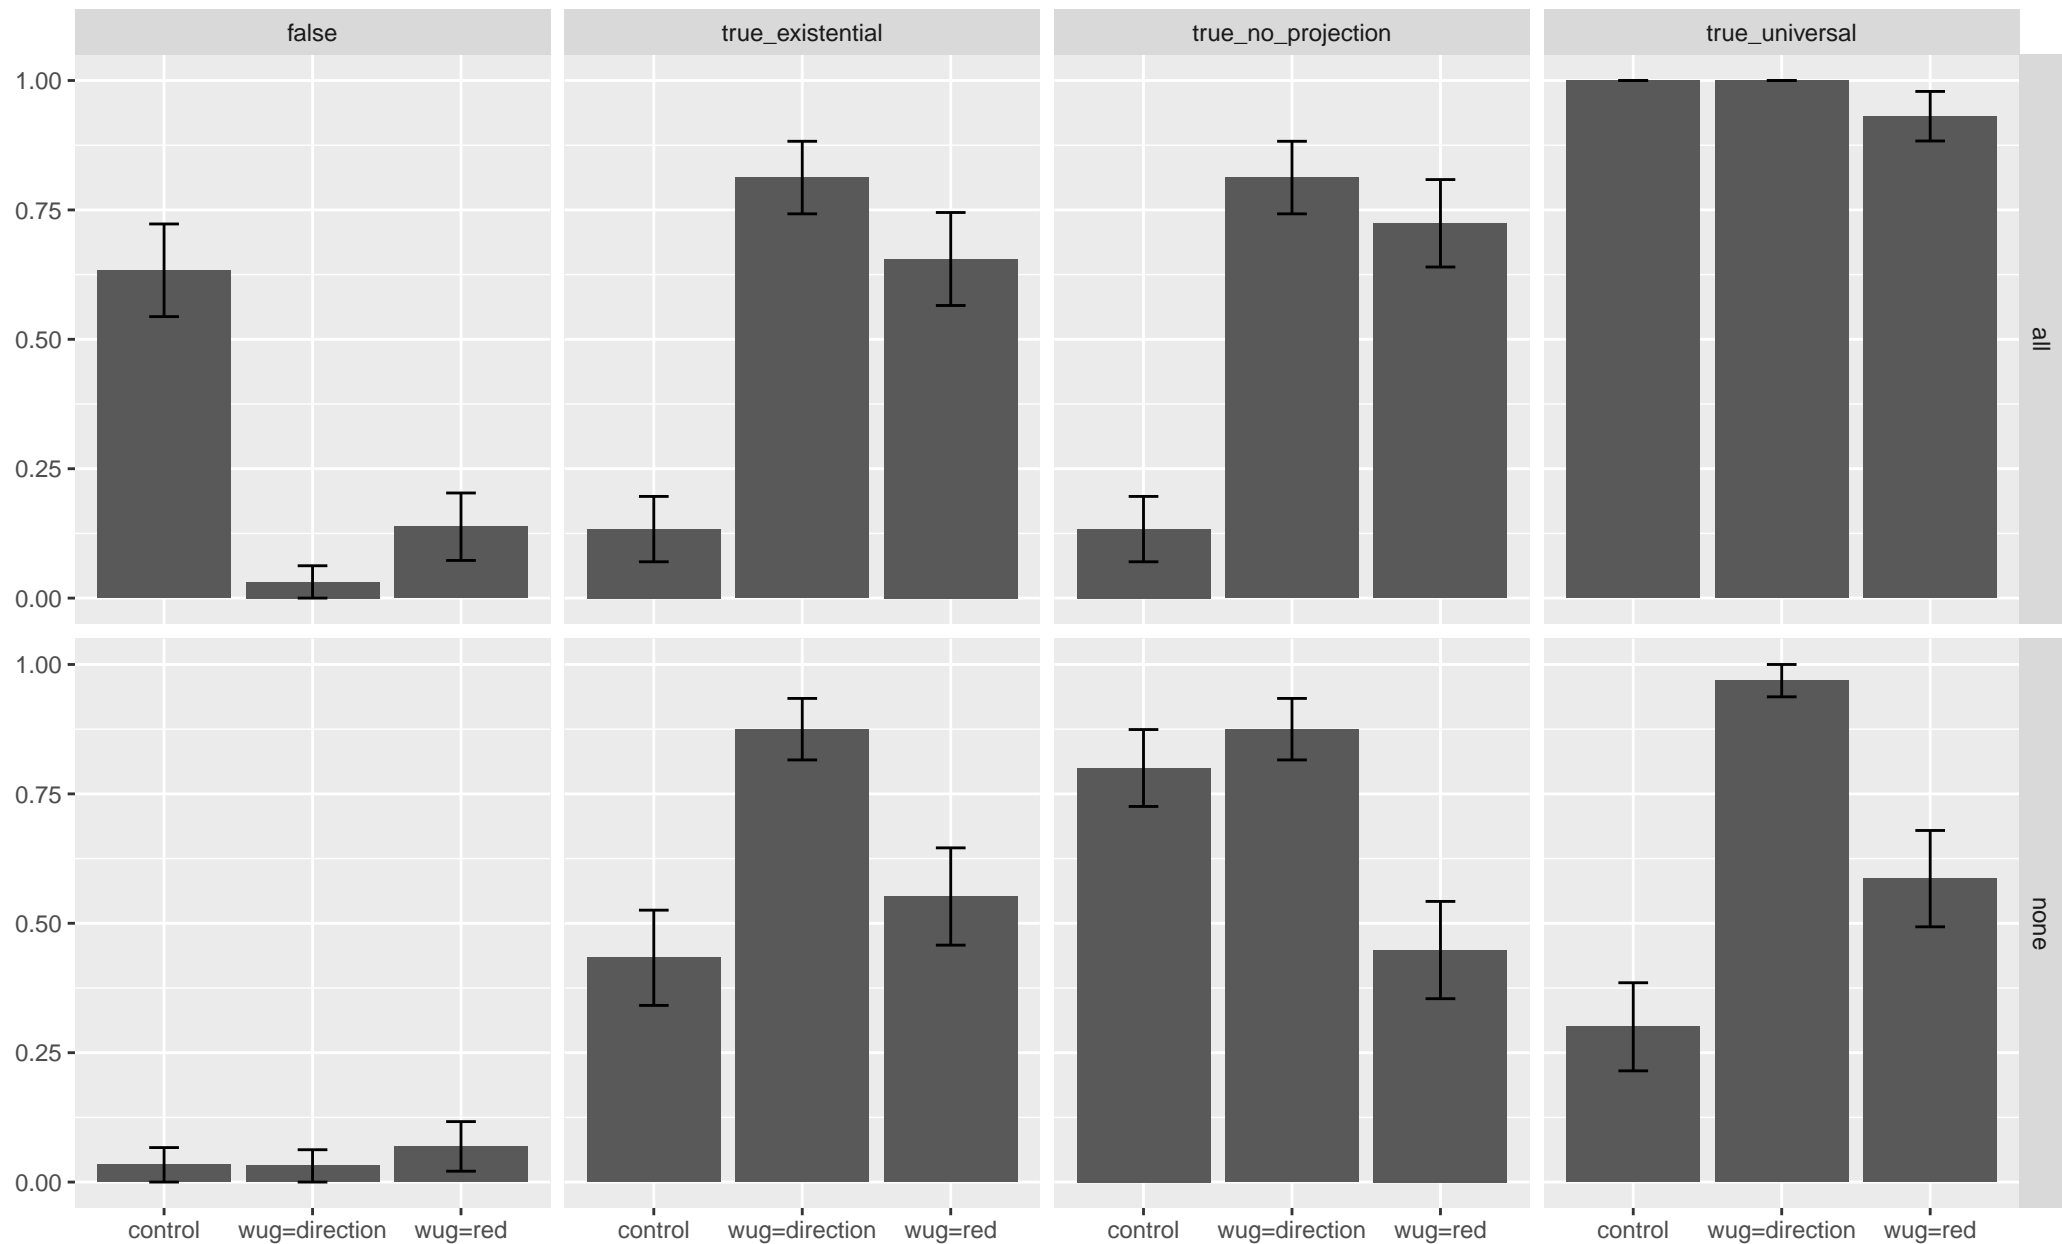 false true_existential true_no_projection true_universal
1.00
0.75
0.50
0.25
0.00
all
1.00
0.75
0.50
0.25
0.00
none
control wug=direction wug=red control wug=direction wug=red control wug=direction wug=red control wug=direction wug=red